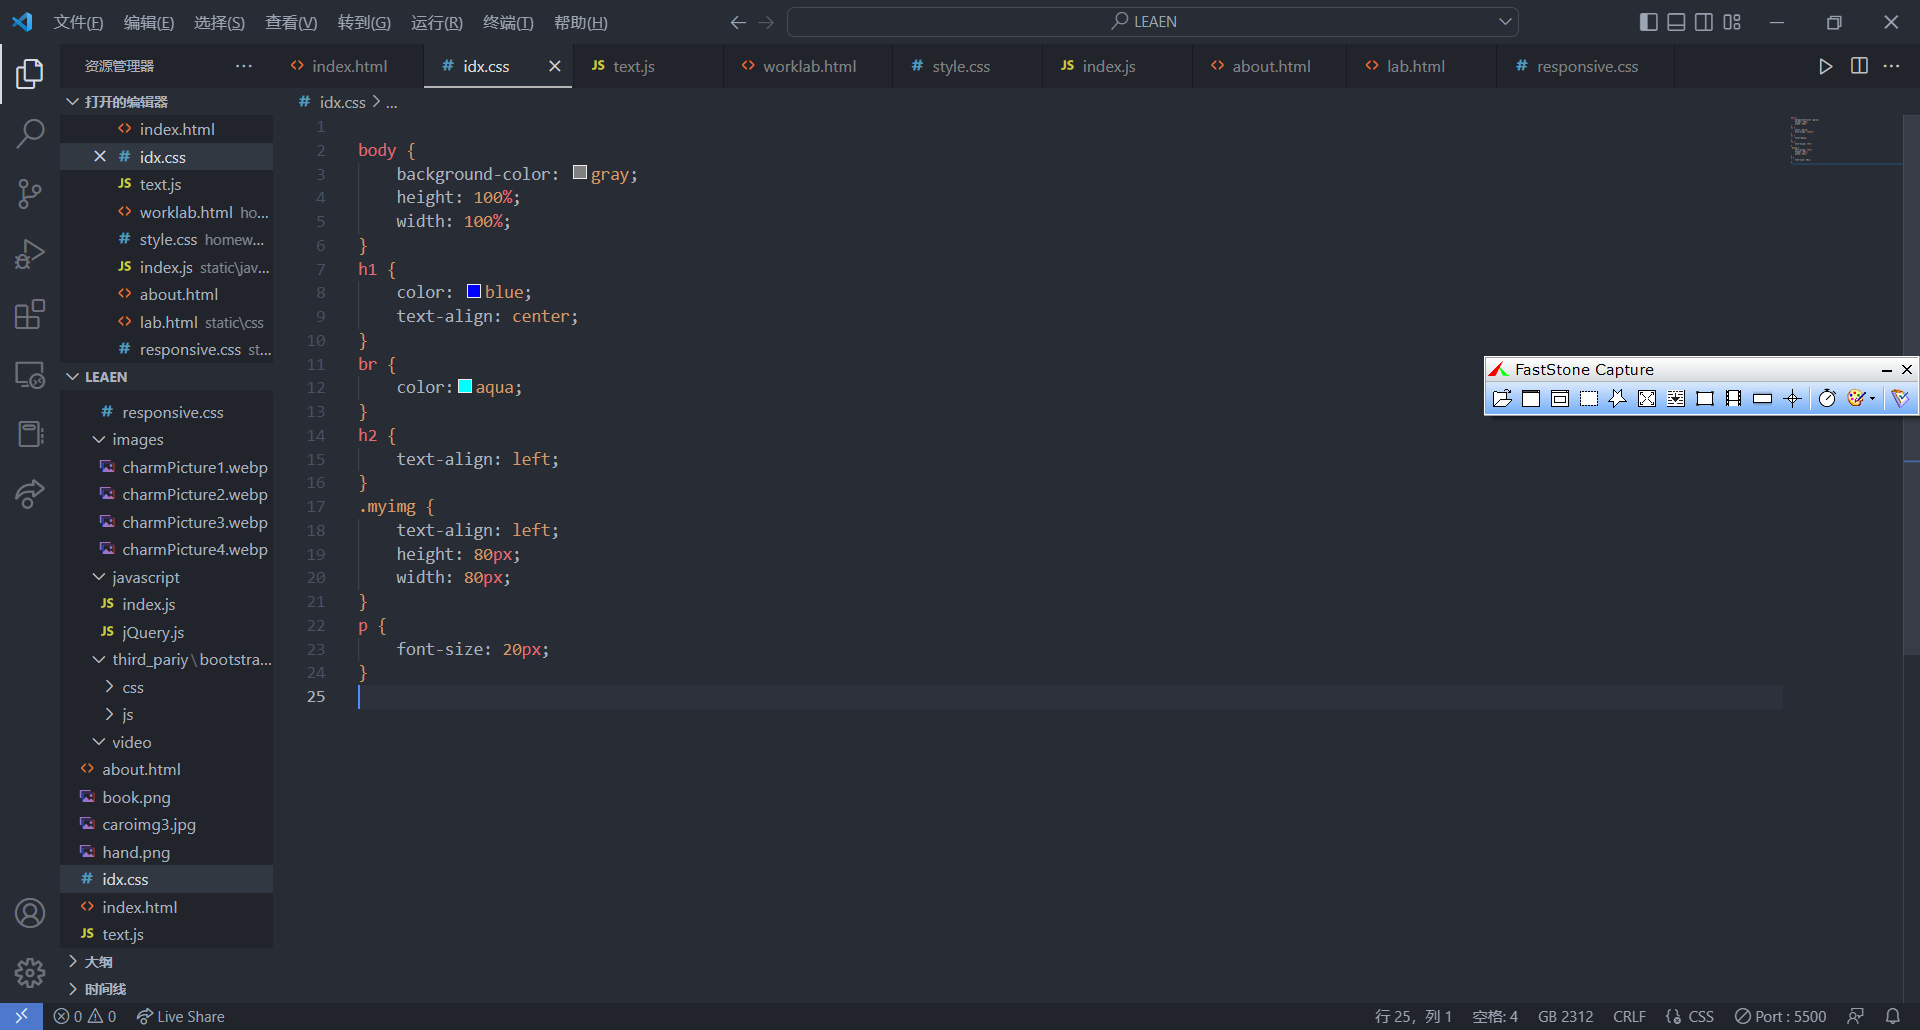 文件(F) 编辑(E) 选择(S) 查看(V) 转到(G) 运行(R) 终端(T) 帮助(H) LEAEN
资源管理器 ··· index.html # idx.css JS text.js worklab.html # style.css JS index.js about.html lab.html # responsive.css ···
打开的编辑器
index.html
# idx.css
JS text.js
worklab.html ho...
# style.css homew...
JS index.js static\jav...
about.html
lab.html static\css
# responsive.css st...
LEAEN
# responsive.css
images
charmPicture1.webp
charmPicture2.webp
charmPicture3.webp
charmPicture4.webp
javascript
JS index.js
JS jQuery.js
third_pariy\bootstra...
css
js
video
about.html
book.png
caroimg3.jpg
hand.png
# idx.css
index.html
JS text.js
大纲
时间线
# idx.css > ...
1
2 body {
3 background-color: gray;
4 height: 100%;
5 width: 100%;
6 }
7 h1 {
8 color: blue;
9 text-align: center;
10 }
11 br {
12 color: aqua;
13 }
14 h2 {
15 text-align: left;
16 }
17 .myimg {
18 text-align: left;
19 height: 80px;
20 width: 80px;
21 }
22 p {
23 font-size: 20px;
24 }
25
FastStone Capture
0 0 Live Share 行 25，列 1 空格: 4 GB 2312 CRLF CSS Port : 5500